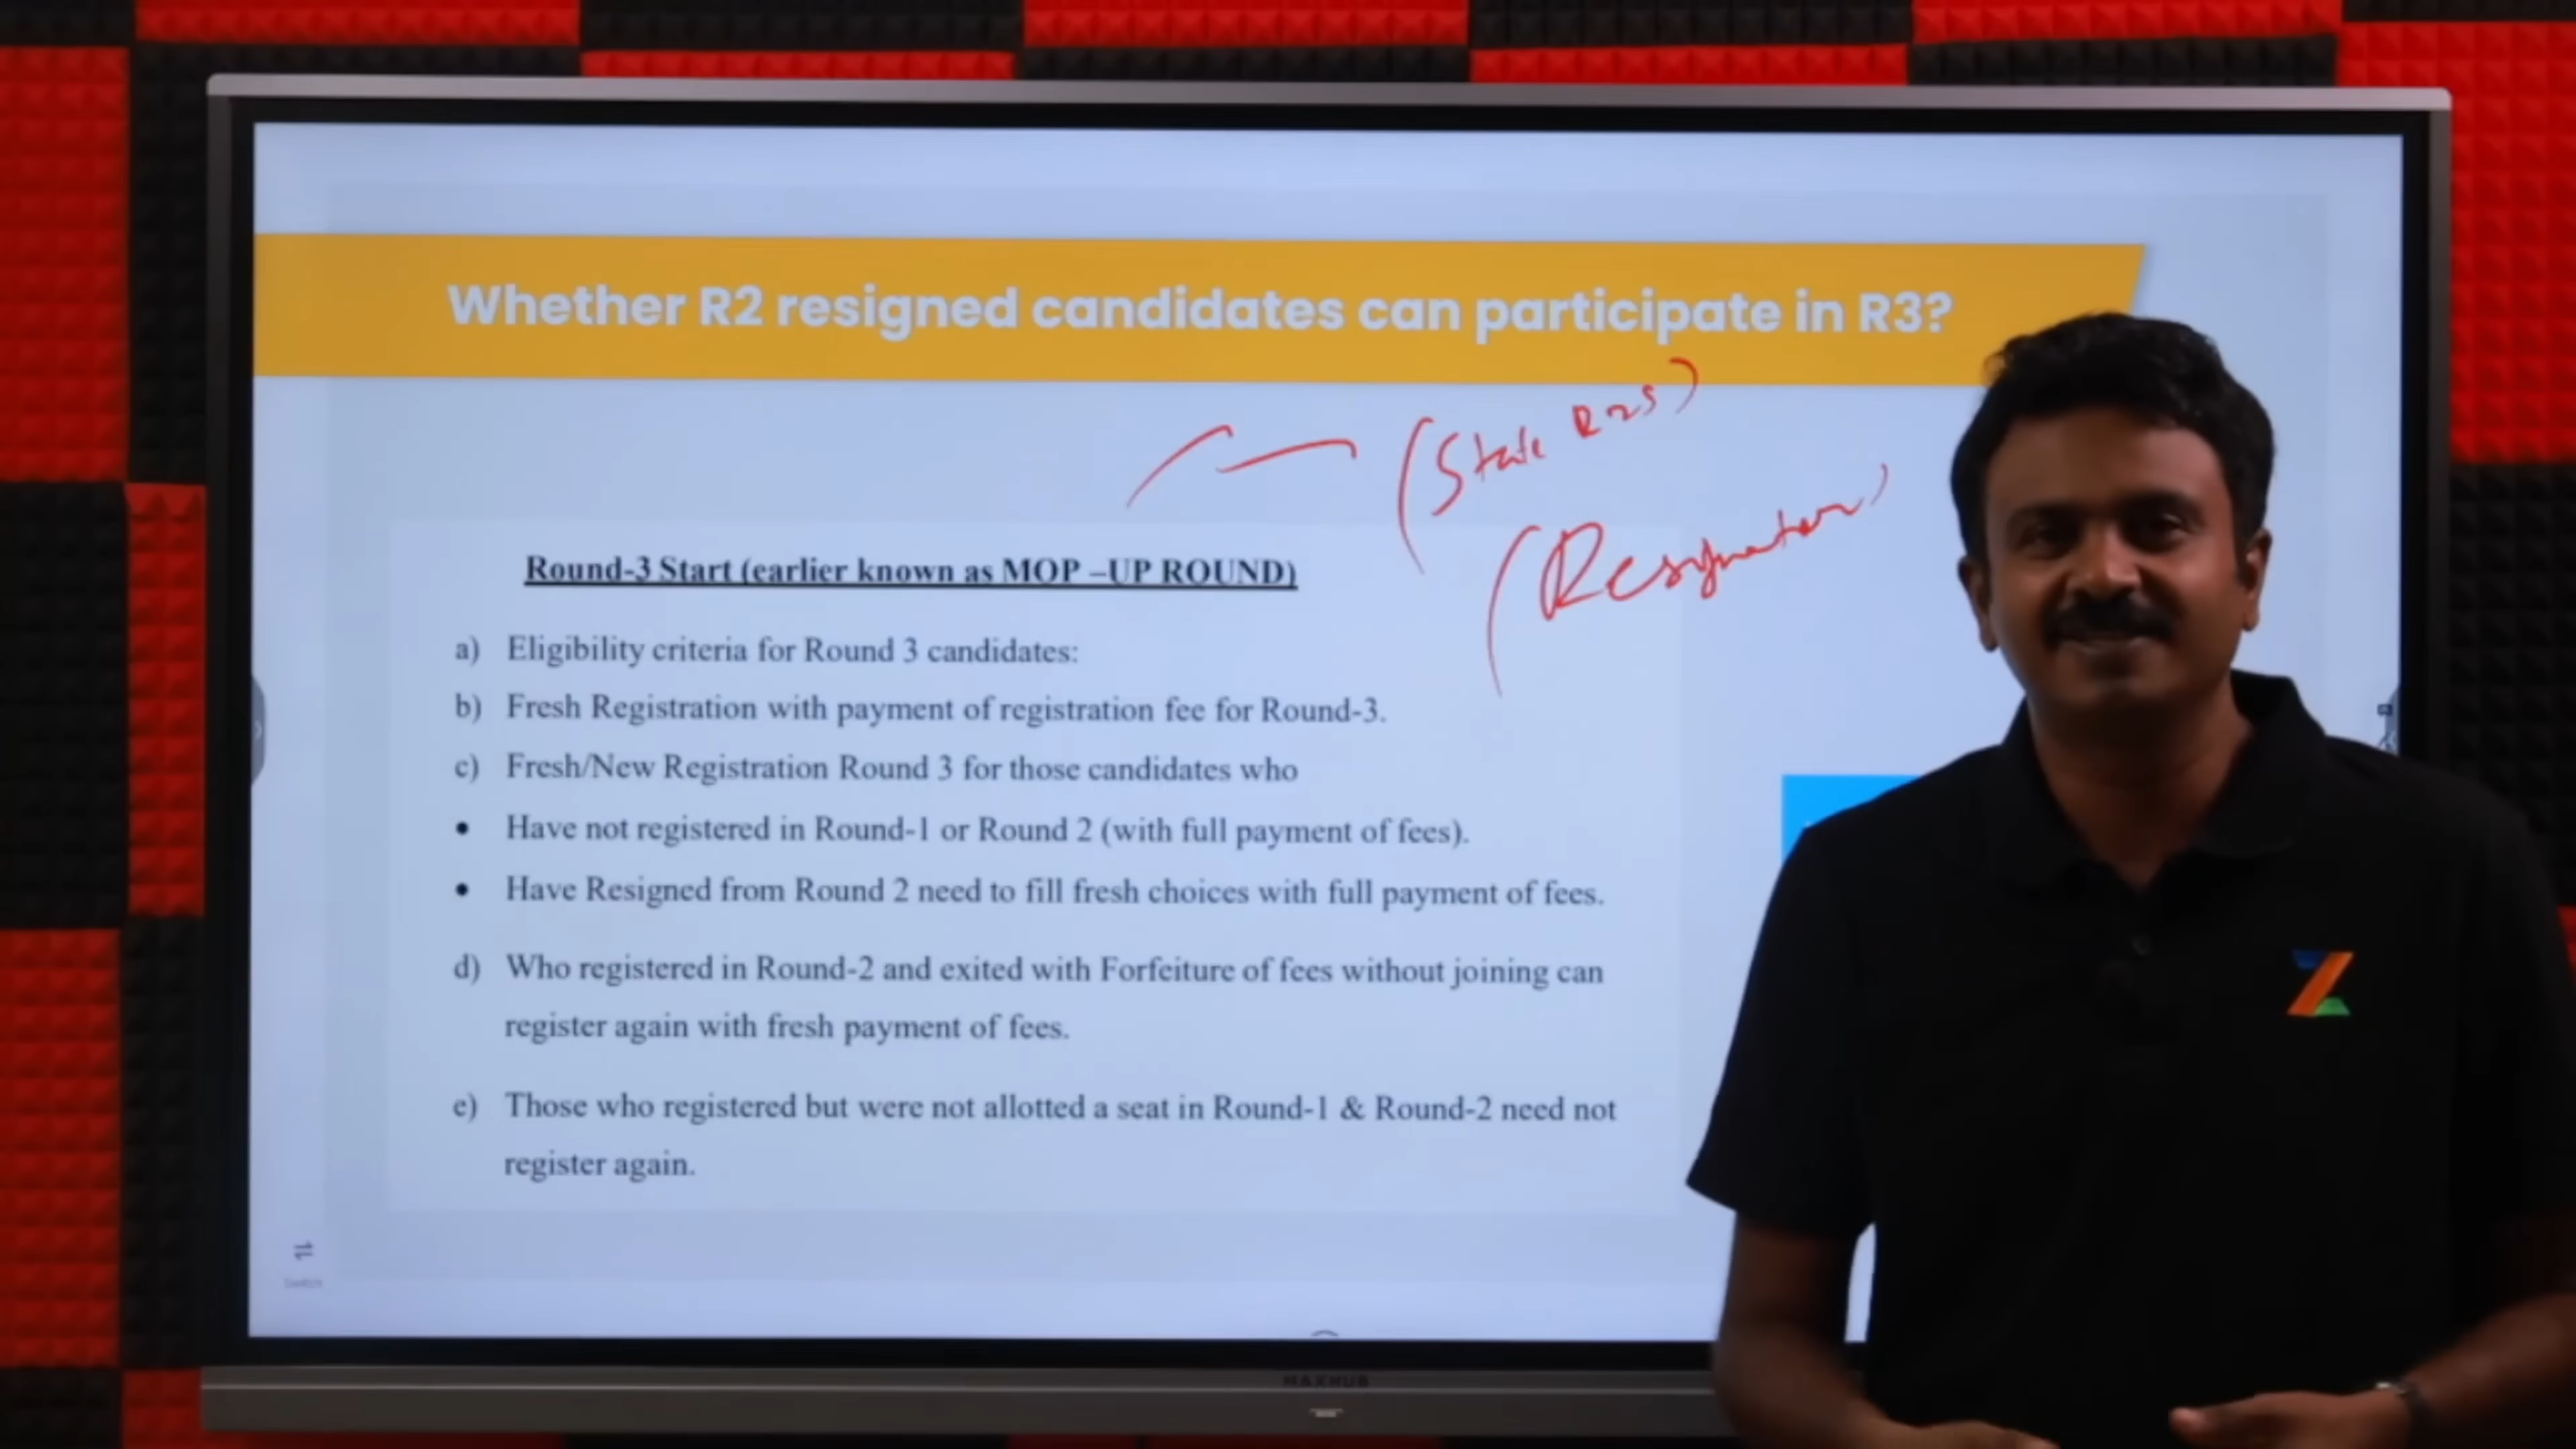 Whether R2 resigned candidates can participate in R3?
(State R2S)
(Resignation)
Round-3 Start (earlier known as MOP –UP ROUND)
a) Eligibility criteria for Round 3 candidates:
b) Fresh Registration with payment of registration fee for Round-3.
c) Fresh/New Registration Round 3 for those candidates who
• Have not registered in Round-1 or Round 2 (with full payment of fees).
• Have Resigned from Round 2 need to fill fresh choices with full payment of fees.
d) Who registered in Round-2 and exited with Forfeiture of fees without joining can
register again with fresh payment of fees.
e) Those who registered but were not allotted a seat in Round-1 & Round-2 need not
register again.
Switch
MAXHUB